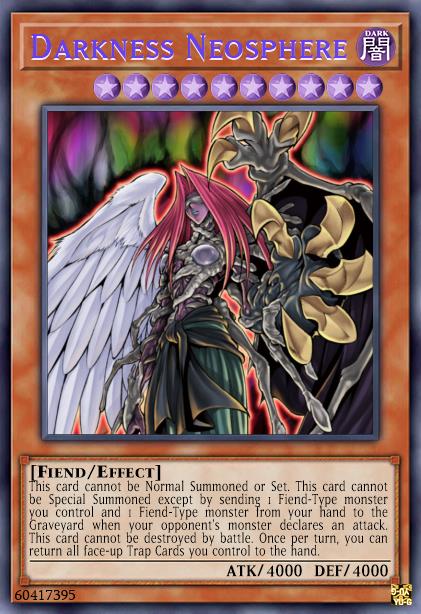 DARKNESS NEOSPHERE
DARK
闇
[FIEND/EFFECT]
This card cannot be Normal Summoned or Set. This card cannot
be Special Summoned except by sending 1 Fiend-Type monster
you control and 1 Fiend-Type monster from your hand to the
Graveyard when your opponent's monster declares an attack.
This card cannot be destroyed by battle. Once per turn, you can
return all face-up Trap Cards you control to the hand.
ATK/4000 DEF/4000
60417395